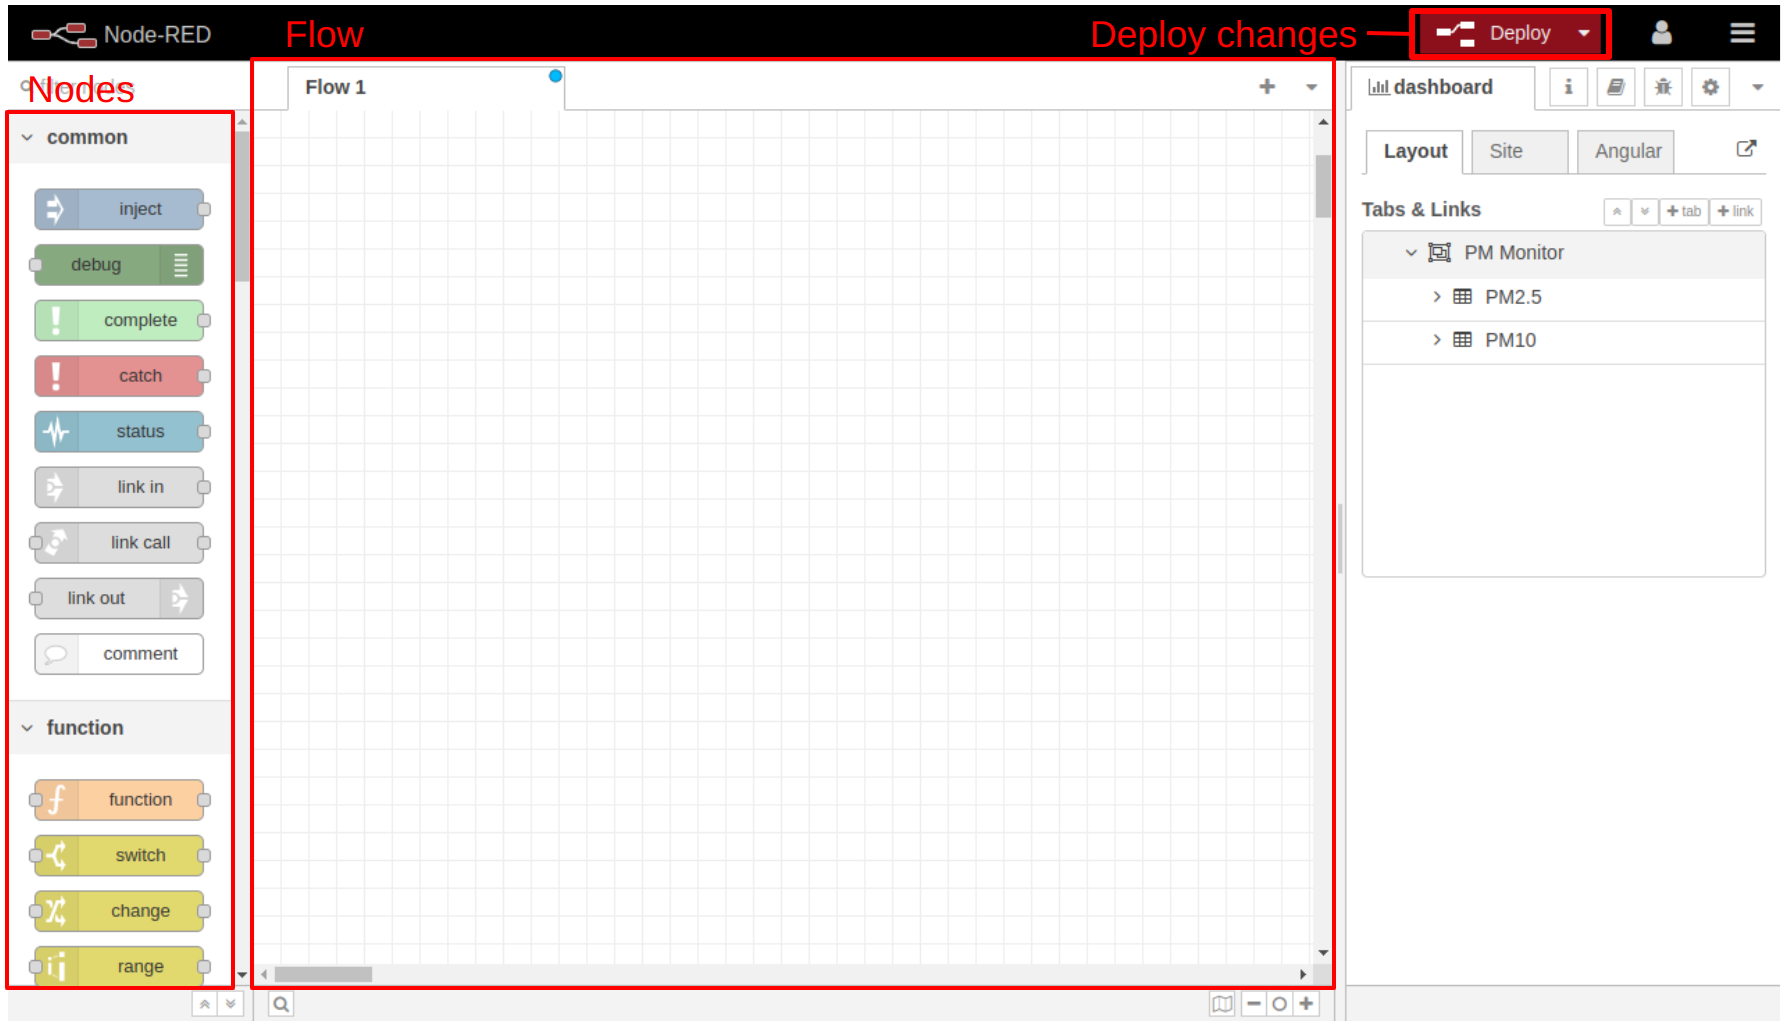 Node-RED
Flow
Deploy changes
Deploy
Nodes
Flow 1
dashboard
common
Layout
Site
Angular
inject
Tabs & Links
tab
link
debug
PM Monitor
complete
PM2.5
catch
PM10
status
link in
link call
link out
comment
function
function
switch
change
range